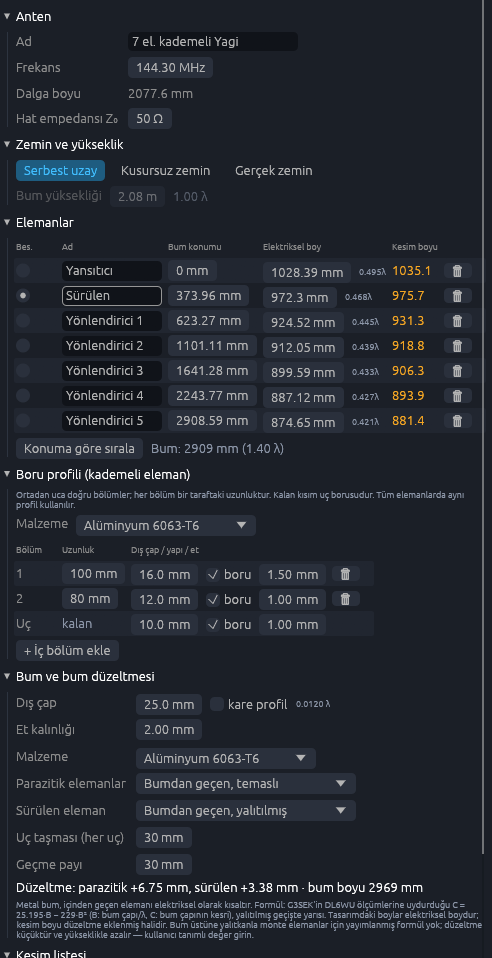 Anten
Ad 7 el. kademeli Yagi
Frekans 144.30 MHz
Dalga boyu 2077.6 mm
Hat empedansı Z₀ 50 Ω
Zemin ve yükseklik
Serbest uzay Kusursuz zemin Gerçek zemin
Bum yüksekliği 2.08 m 1.00 λ
Elemanlar
Bes. Ad Bum konumu Elektriksel boy Kesim boyu
Yansıtıcı 0 mm 1028.39 mm 0.495λ 1035.1
Sürülen 373.96 mm 972.3 mm 0.468λ 975.7
Yönlendirici 1 623.27 mm 924.52 mm 0.445λ 931.3
Yönlendirici 2 1101.11 mm 912.05 mm 0.439λ 918.8
Yönlendirici 3 1641.28 mm 899.59 mm 0.433λ 906.3
Yönlendirici 4 2243.77 mm 887.12 mm 0.427λ 893.9
Yönlendirici 5 2908.59 mm 874.65 mm 0.421λ 881.4
Konuma göre sırala Bum: 2909 mm (1.40 λ)
Boru profili (kademeli eleman)
Ortadan uca doğru bölümler; her bölüm bir taraftaki uzunluktur. Kalan kısım uç borusudur. Tüm elemanlarda aynı
profil kullanılır.
Malzeme Alüminyum 6063-T6
Bölüm Uzunluk Dış çap / yapı / et
1 100 mm 16.0 mm boru 1.50 mm
2 80 mm 12.0 mm boru 1.00 mm
Uç kalan 10.0 mm boru 1.00 mm
+ İç bölüm ekle
Bum ve bum düzeltmesi
Dış çap 25.0 mm kare profil 0.0120 λ
Et kalınlığı 2.00 mm
Malzeme Alüminyum 6063-T6
Parazitik elemanlar Bumdan geçen, temaslı
Sürülen eleman Bumdan geçen, yalıtılmış
Uç taşması (her uç) 30 mm
Geçme payı 30 mm
Düzeltme: parazitik +6.75 mm, sürülen +3.38 mm · bum boyu 2969 mm
Metal bum, içinden geçen elemanı elektriksel olarak kısaltır. Formül: G3SEK'in DL6WU ölçümlerine uydurduğu C =
25.195·B − 229·B² (B: bum çapı/λ, C: bum çapının kesri), yalıtılmış geçişte yarısı. Tasarımdaki boylar elektriksel boydur;
kesim boyu düzeltme eklenmiş halidir. Bum üstüne yalıtkanla monte elemanlar için yayımlanmış formül yok; düzeltme
küçüktür ve yükseklikle azalır — kullanıcı tanımlı değer girin.
Kesim listesi